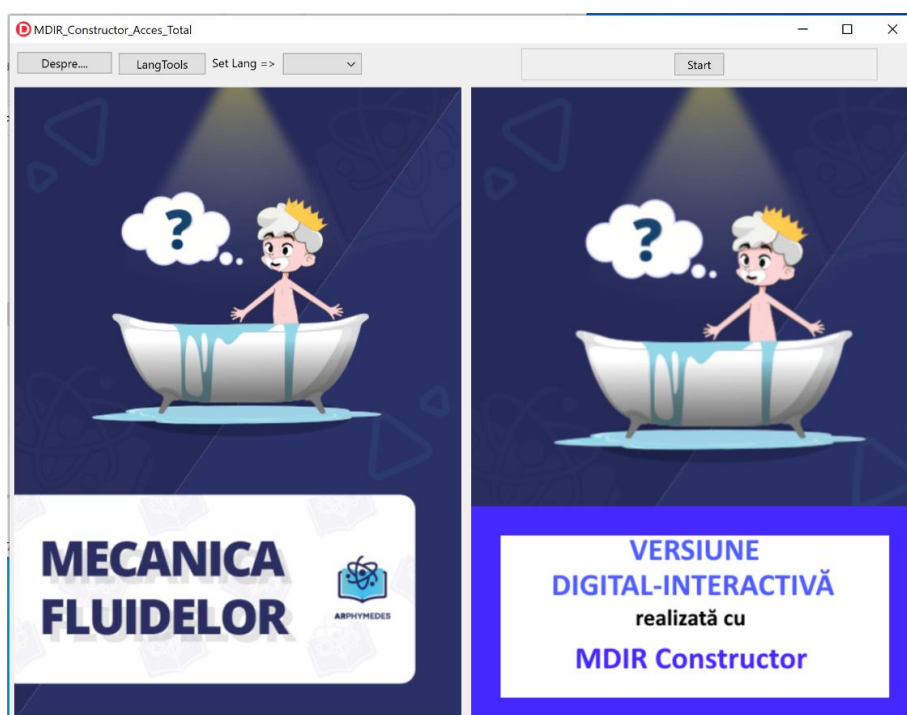 MDIR_Constructor_Acces_Total
Despre.... LangTools Set Lang =>
Start
?
?
MECANICA
FLUIDELOR
ARPHYMEDES
VERSIUNE
DIGITAL-INTERACTIVĂ
realizată cu
MDIR Constructor